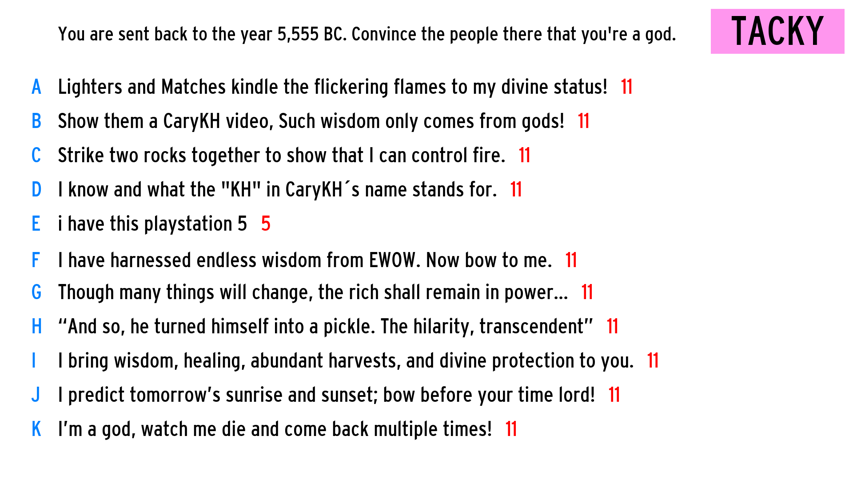 You are sent back to the year 5,555 BC. Convince the people there that you're a god.
TACKY
A Lighters and Matches kindle the flickering flames to my divine status! 11
B Show them a CaryKH video, Such wisdom only comes from gods! 11
C Strike two rocks together to show that I can control fire. 11
D I know and what the "KH" in CaryKH´s name stands for. 11
E i have this playstation 5 5
F I have harnessed endless wisdom from EWOW. Now bow to me. 11
G Though many things will change, the rich shall remain in power... 11
H “And so, he turned himself into a pickle. The hilarity, transcendent” 11
I I bring wisdom, healing, abundant harvests, and divine protection to you. 11
J I predict tomorrow’s sunrise and sunset; bow before your time lord! 11
K I’m a god, watch me die and come back multiple times! 11